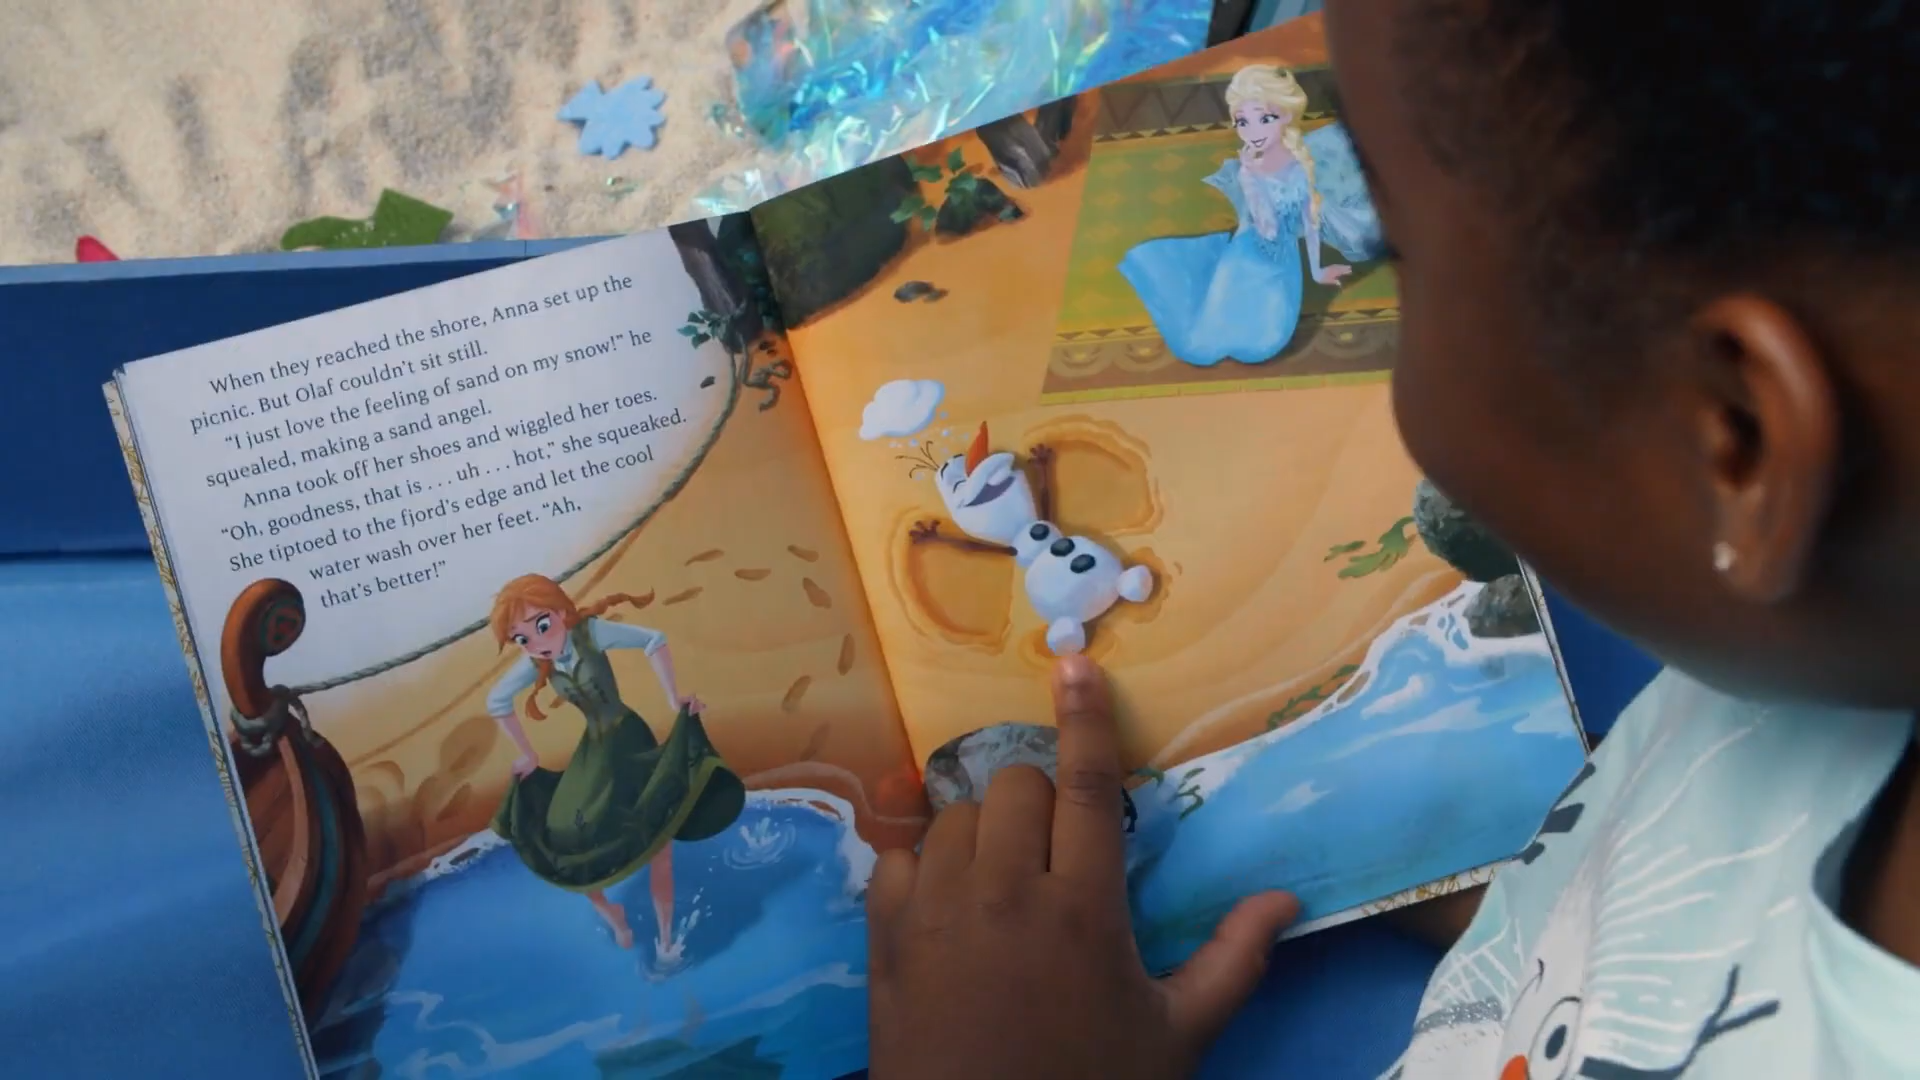 When they reached the shore, Anna set up the
picnic. But Olaf couldn't sit still.
“I just love the feeling of sand on my snow!” he
squealed, making a sand angel.
Anna took off her shoes and wiggled her toes.
“Oh, goodness, that is . . . uh . . . hot,” she squeaked.
She tiptoed to the fjord's edge and let the cool
water wash over her feet. “Ah,
that's better!”